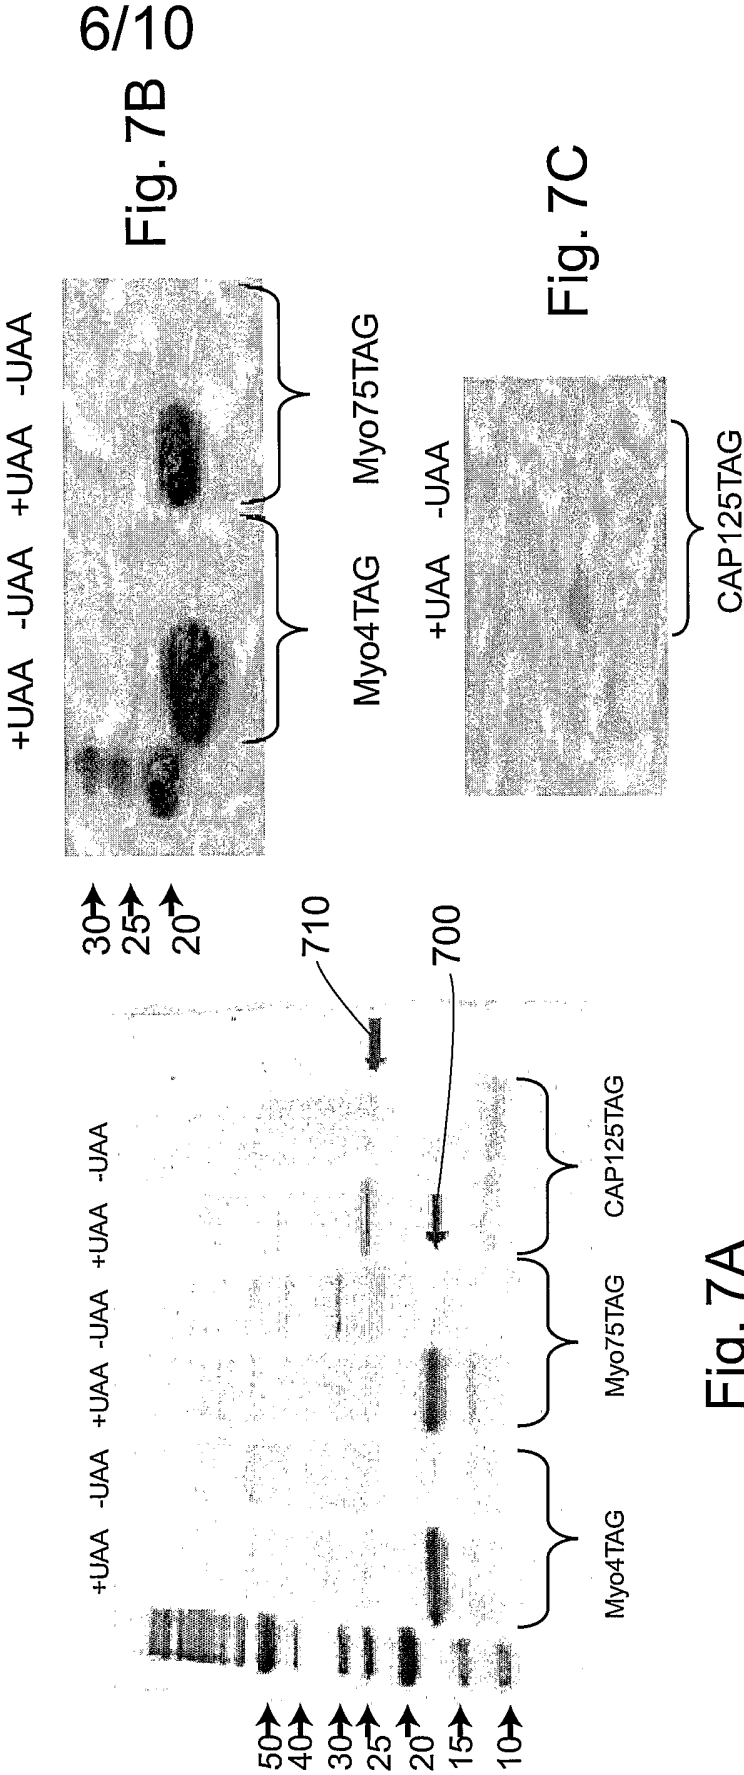 6/10
Fig. 7B
+UAA -UAA +UAA -UAA
30
25
20
Myo4TAG Myo75TAG
Fig. 7C
+UAA -UAA
CAP125TAG
+UAA -UAA +UAA -UAA +UAA -UAA
50
40
30
25
20
15
10
710
700
Myo4TAG Myo75TAG CAP125TAG
Fig. 7A